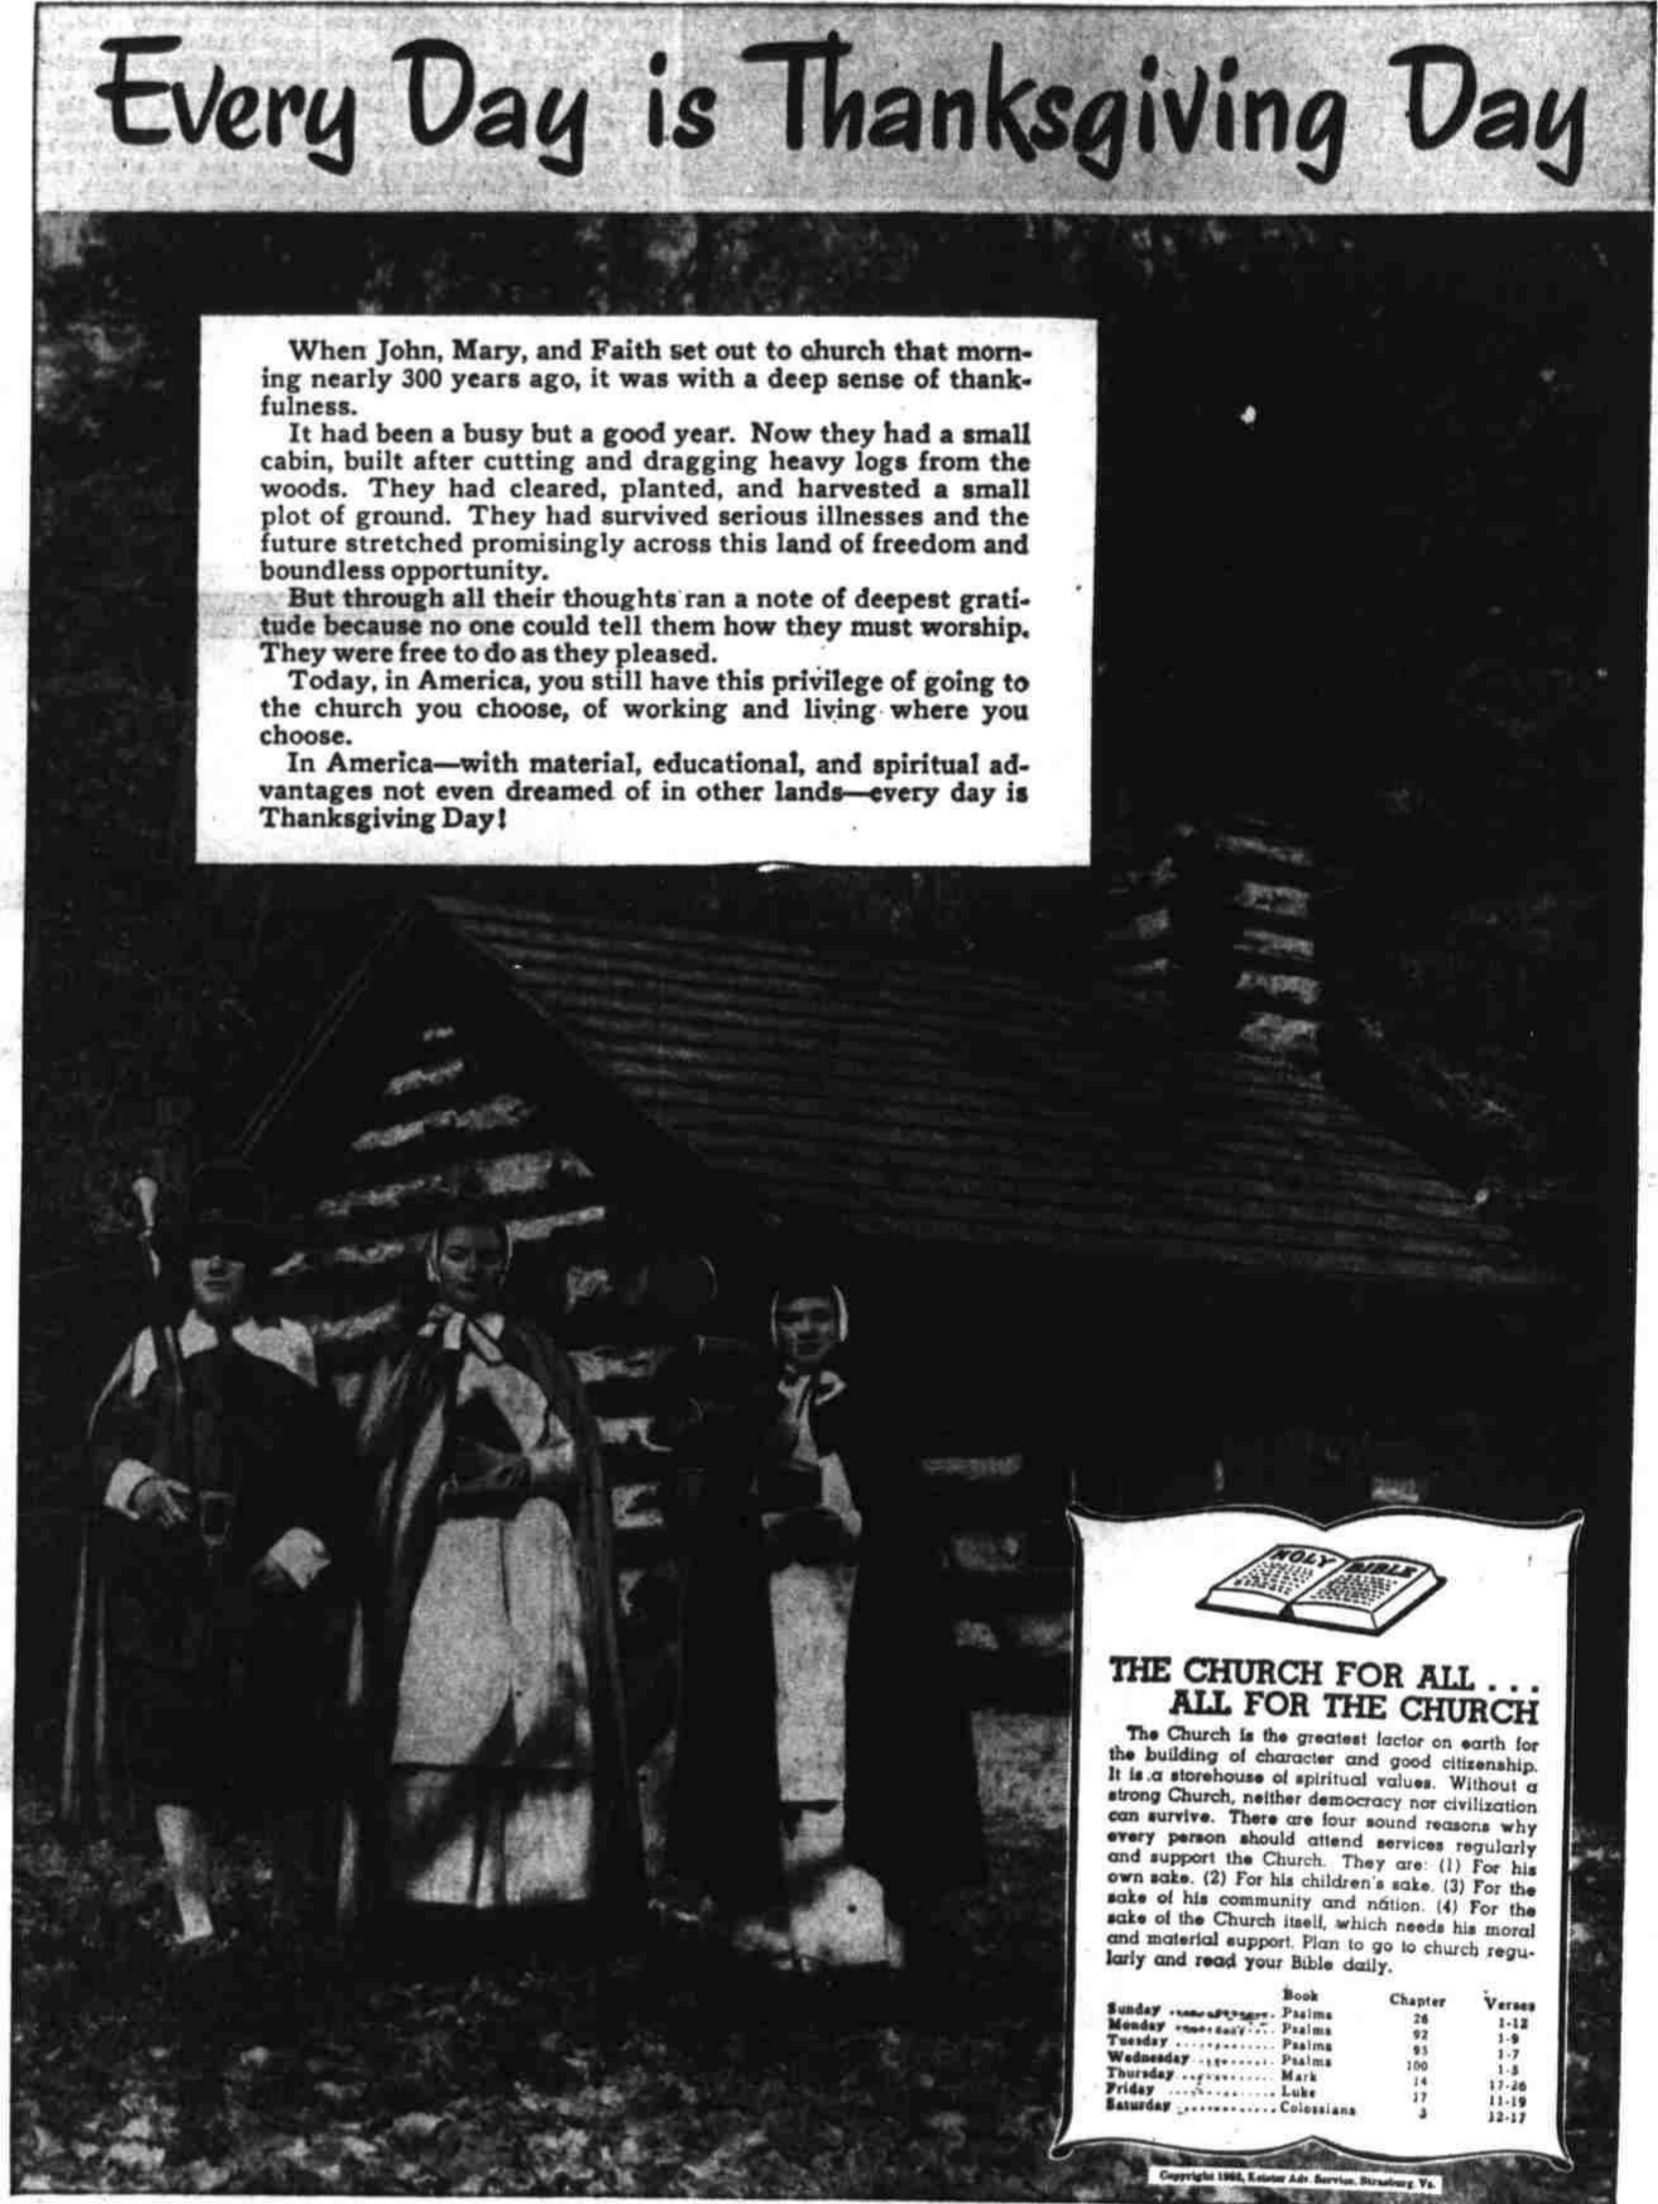 Every Day is Thanksgiving Day
When John, Mary, and Faith set out to church that morn-
ing nearly 300 years ago, it was with a deep sense of thank-
fulness.
It had been a busy but a good year. Now they had a small
cabin, built after cutting and dragging heavy logs from the
woods. They had cleared, planted, and harvested a small
plot of ground. They had survived serious illnesses and the
future stretched promisingly across this land of freedom and
boundless opportunity.
But through all their thoughts ran a note of deepest grati-
tude because no one could tell them how they must worship.
They were free to do as they pleased.
Today, in America, you still have this privilege of going to
the church you choose, of working and living where you
choose.
In America—with material, educational, and spiritual ad-
vantages not even dreamed of in other lands—every day is
Thanksgiving Day!
HOLY BIBLE
THE CHURCH FOR ALL . . .
ALL FOR THE CHURCH
The Church is the greatest factor on earth for
the building of character and good citizenship.
It is a storehouse of spiritual values. Without a
strong Church, neither democracy nor civilization
can survive. There are four sound reasons why
every person should attend services regularly
and support the Church. They are: (1) For his
own sake. (2) For his children's sake. (3) For the
sake of his community and nation. (4) For the
sake of the Church itself, which needs his moral
and material support. Plan to go to church regu-
larly and read your Bible daily.
Book Chapter Verses
Sunday Psalms 26 1-12
Monday Psalms 92 1-9
Tuesday Psalms 95 1-7
Wednesday Psalms 100 1-5
Thursday Mark 14 17-26
Friday Luke 17 11-19
Saturday Colossians 3 12-17
Copyright Keister Adv. Service, Strasburg, Va.